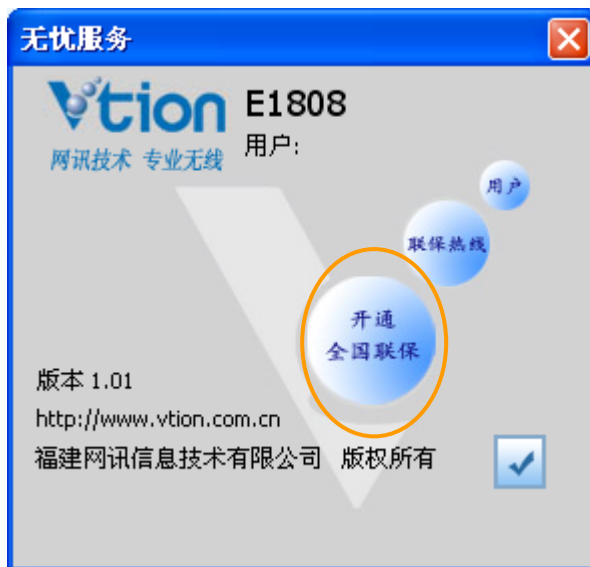 无忧服务
Vtion
E1808
网讯技术 专业无线
用户:
用户
联保热线
开通
全国联保
版本 1.01
http://www.vtion.com.cn
福建网讯信息技术有限公司 版权所有